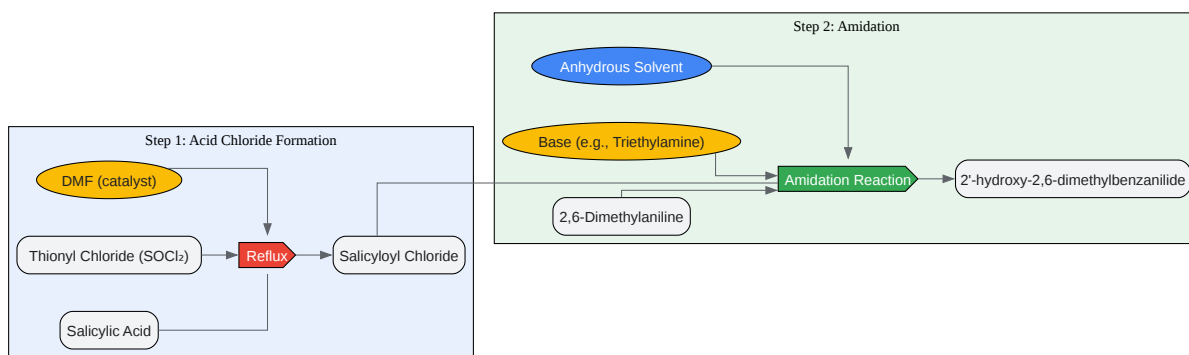 Step 1: Acid Chloride Formation
DMF (catalyst)
Thionyl Chloride (SOCl₂)
Reflux
Salicyloyl Chloride
Salicylic Acid
Step 2: Amidation
Anhydrous Solvent
Base (e.g., Triethylamine)
Amidation Reaction
2'-hydroxy-2,6-dimethylbenzanilide
2,6-Dimethylaniline